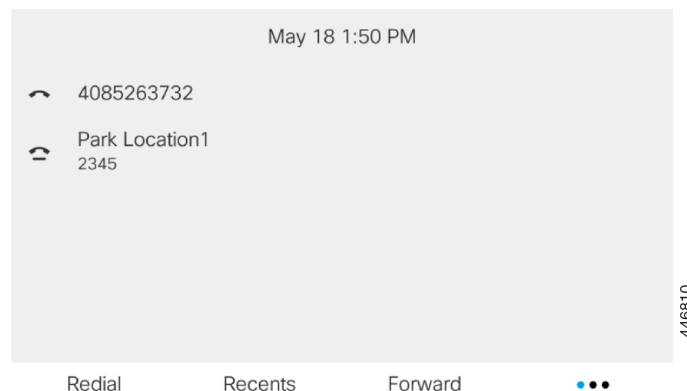 May 18 1:50 PM
4085263732
Park Location1
2345
Redial Recents Forward
446810